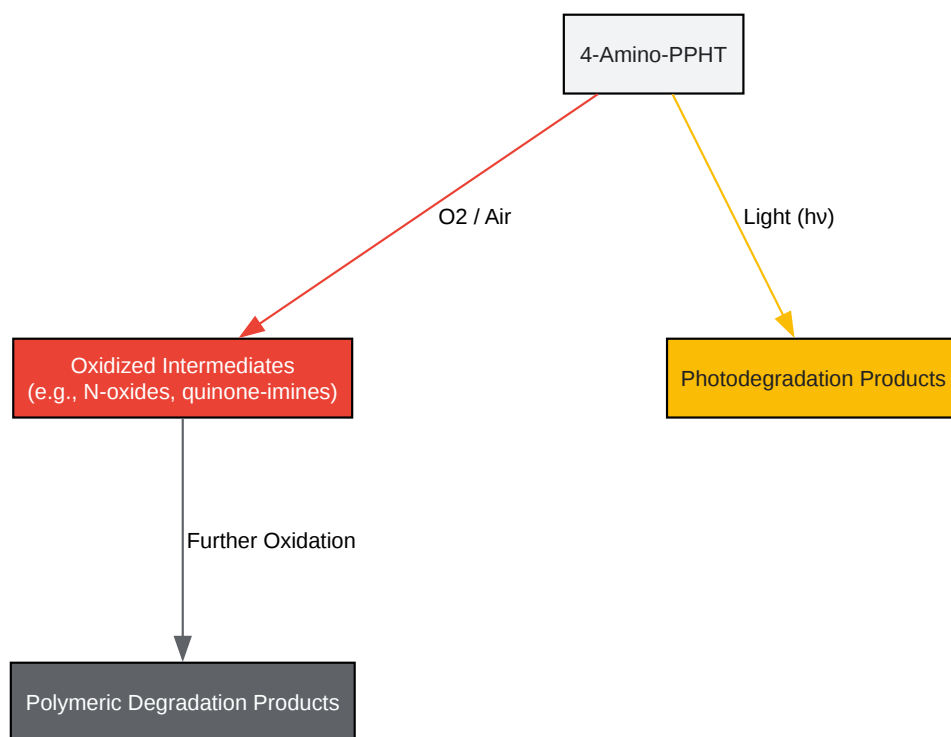 4-Amino-PPHT
O2 / Air
Light (hν)
Oxidized Intermediates
(e.g., N-oxides, quinone-imines)
Photodegradation Products
Further Oxidation
Polymeric Degradation Products